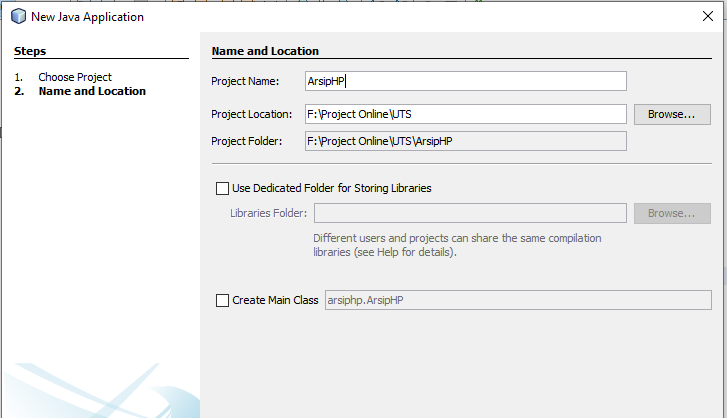 New Java Application
Steps
1. Choose Project
2. Name and Location
Name and Location
Project Name: ArsipHP
Project Location: F:\Project Online\UTS Browse...
Project Folder: F:\Project Online\UTS\ArsipHP
Use Dedicated Folder for Storing Libraries
Libraries Folder: Browse...
Different users and projects can share the same compilation
libraries (see Help for details).
Create Main Class arsiphp.ArsipHP